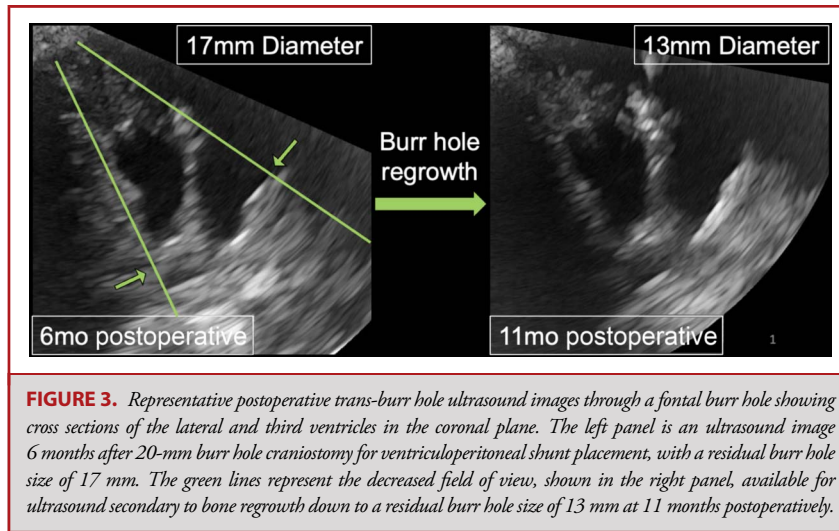 17mm Diameter
13mm Diameter
Burr hole
regrowth
6mo postoperative
11mo postoperative
1
FIGURE 3. Representative postoperative trans-burr hole ultrasound images through a fontal burr hole showing
cross sections of the lateral and third ventricles in the coronal plane. The left panel is an ultrasound image
6 months after 20-mm burr hole craniostomy for ventriculoperitoneal shunt placement, with a residual burr hole
size of 17 mm. The green lines represent the decreased field of view, shown in the right panel, available for
ultrasound secondary to bone regrowth down to a residual burr hole size of 13 mm at 11 months postoperatively.